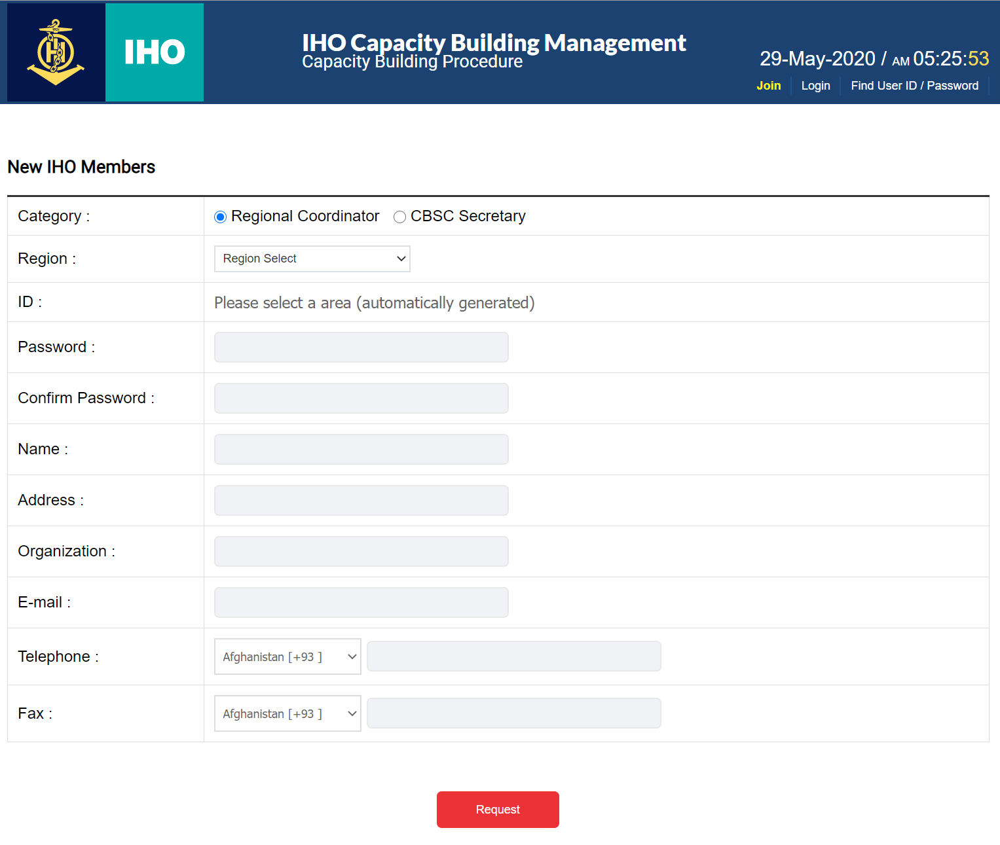 1921
IHO
IHO Capacity Building Management
Capacity Building Procedure
29-May-2020 / AM 05:25:53
Join
Login
Find User ID / Password
New IHO Members
Category :
Regional Coordinator
CBSC Secretary
Region :
Region Select
ID :
Please select a area (automatically generated)
Password :
Confirm Password :
Name :
Address :
Organization :
E-mail :
Telephone :
Afghanistan [+93 ]
Fax :
Afghanistan [+93 ]
Request